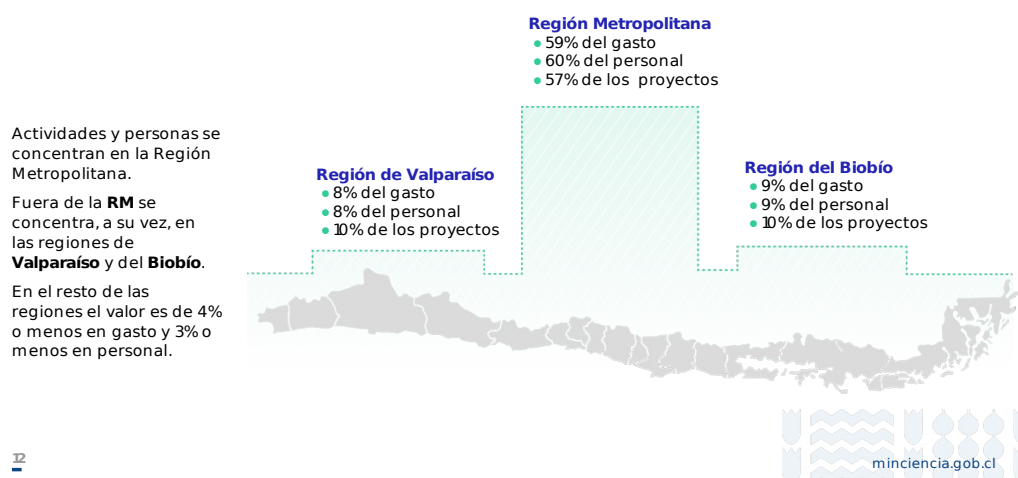 Región Metropolitana
● 59% del gasto
● 60% del personal
● 57% de los proyectos
Actividades y personas se
concentran en la Región
Metropolitana.
Fuera de la RM se
concentra, a su vez, en
las regiones de
Valparaíso y del Biobío.
En el resto de las
regiones el valor es de 4%
o menos en gasto y 3% o
menos en personal.
Región de Valparaíso
● 8% del gasto
● 8% del personal
● 10% de los proyectos
Región del Biobío
● 9% del gasto
● 9% del personal
● 10% de los proyectos
12
minciencia.gob.cl